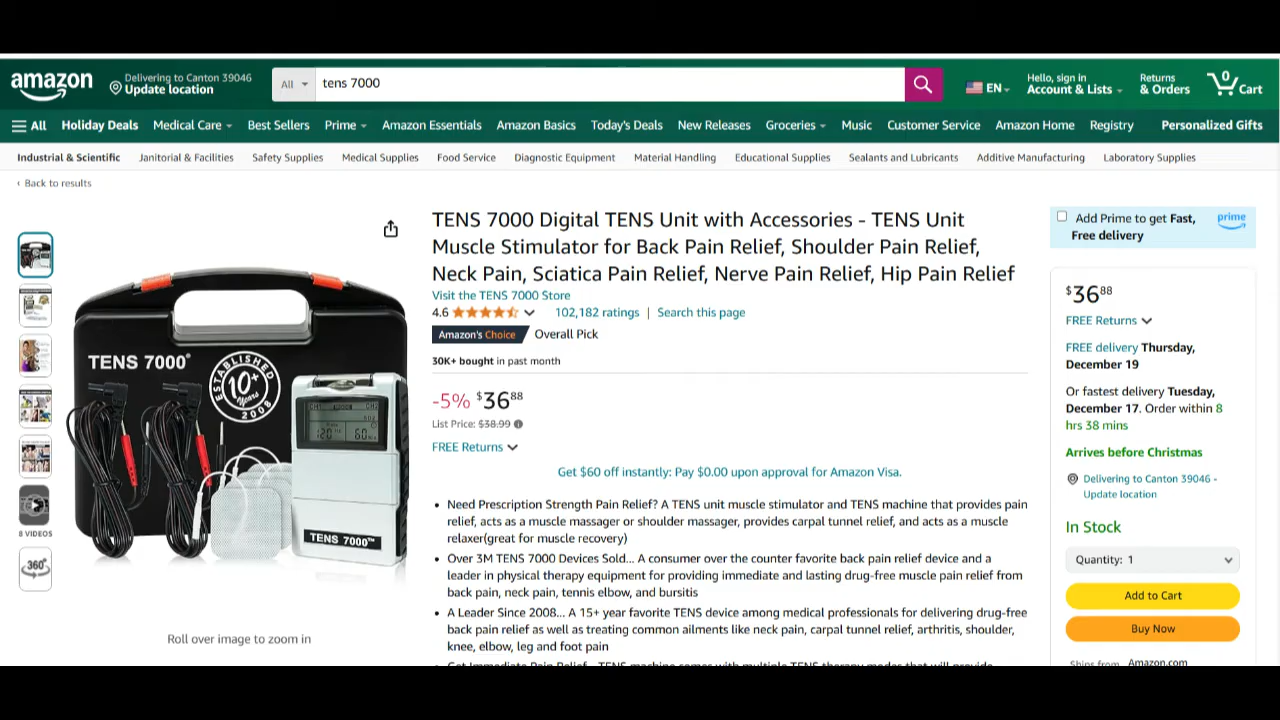 amazon
Delivering to Canton 39046
Update location
All
tens 7000
EN
Hello, sign in
Account & Lists
Returns
& Orders
0
Cart
All
Holiday Deals
Medical Care
Best Sellers
Prime
Amazon Essentials
Amazon Basics
Today's Deals
New Releases
Groceries
Music
Customer Service
Amazon Home
Registry
Personalized Gifts
Industrial & Scientific
Janitorial & Facilities
Safety Supplies
Medical Supplies
Food Service
Diagnostic Equipment
Material Handling
Educational Supplies
Sealants and Lubricants
Additive Manufacturing
Laboratory Supplies
‹ Back to results
8 VIDEOS
360°
TENS 7000®
ESTABLISHED
10+
Years
2008
TENS 7000™
Roll over image to zoom in
TENS 7000 Digital TENS Unit with Accessories - TENS Unit
Muscle Stimulator for Back Pain Relief, Shoulder Pain Relief,
Neck Pain, Sciatica Pain Relief, Nerve Pain Relief, Hip Pain Relief
Visit the TENS 7000 Store
4.6
102,182 ratings | Search this page
Amazon's Choice
Overall Pick
30K+ bought in past month
-5% $36 88
List Price: $38.99
FREE Returns
Get $60 off instantly: Pay $0.00 upon approval for Amazon Visa.
• Need Prescription Strength Pain Relief? A TENS unit muscle stimulator and TENS machine that provides pain
relief, acts as a muscle massager or shoulder massager, provides carpal tunnel relief, and acts as a muscle
relaxer(great for muscle recovery)
• Over 3M TENS 7000 Devices Sold... A consumer over the counter favorite back pain relief device and a
leader in physical therapy equipment for providing immediate and lasting drug-free muscle pain relief from
back pain, neck pain, tennis elbow, and bursitis
• A Leader Since 2008... A 15+ year favorite TENS device among medical professionals for delivering drug-free
back pain relief as well as treating common ailments like neck pain, carpal tunnel relief, arthritis, shoulder,
knee, elbow, leg and foot pain
• Get Immediate Pain Relief - TENS machine comes with multiple TENS therapy modes that will provide
Add Prime to get Fast,
Free delivery
prime
$36 88
FREE Returns
FREE delivery Thursday,
December 19
Or fastest delivery Tuesday,
December 17. Order within 8
hrs 38 mins
Arrives before Christmas
Delivering to Canton 39046 -
Update location
In Stock
Quantity: 1
Add to Cart
Buy Now
Ships from Amazon.com